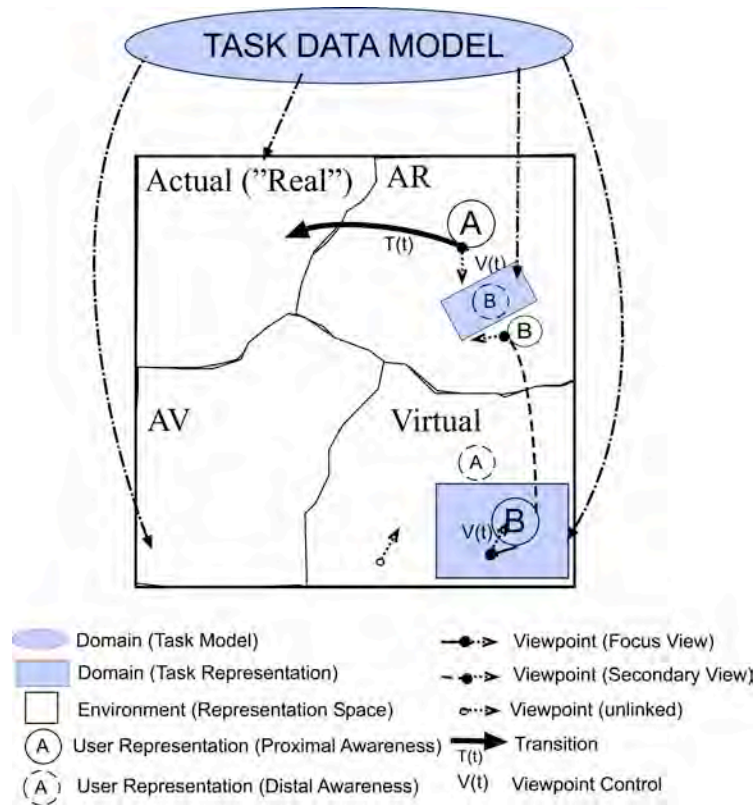 TASK DATA MODEL
Actual ("Real")
AR
A
T(t)
V(t)
B
B
AV
Virtual
A
V(t)
B
Domain (Task Model)
Domain (Task Representation)
Environment (Representation Space)
A User Representation (Proximal Awareness)
A User Representation (Distal Awareness)
Viewpoint (Focus View)
Viewpoint (Secondary View)
Viewpoint (unlinked)
Transition
T(t)
V(t) Viewpoint Control